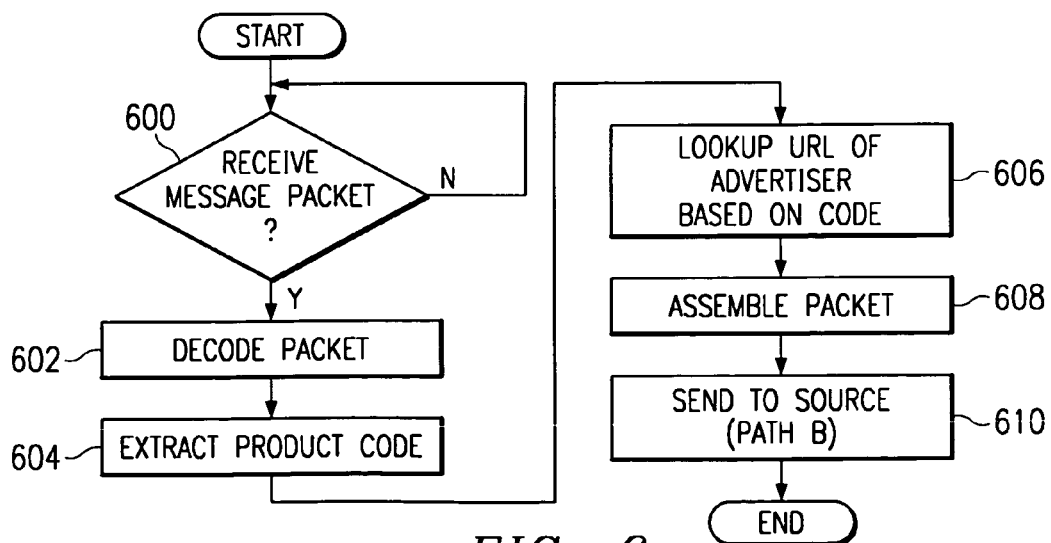 START
600
RECEIVE
MESSAGE PACKET
?
N
Y
602
DECODE PACKET
604
EXTRACT PRODUCT CODE
LOOKUP URL OF
ADVERTISER
BASED ON CODE
606
ASSEMBLE PACKET
608
SEND TO SOURCE
(PATH B)
610
END